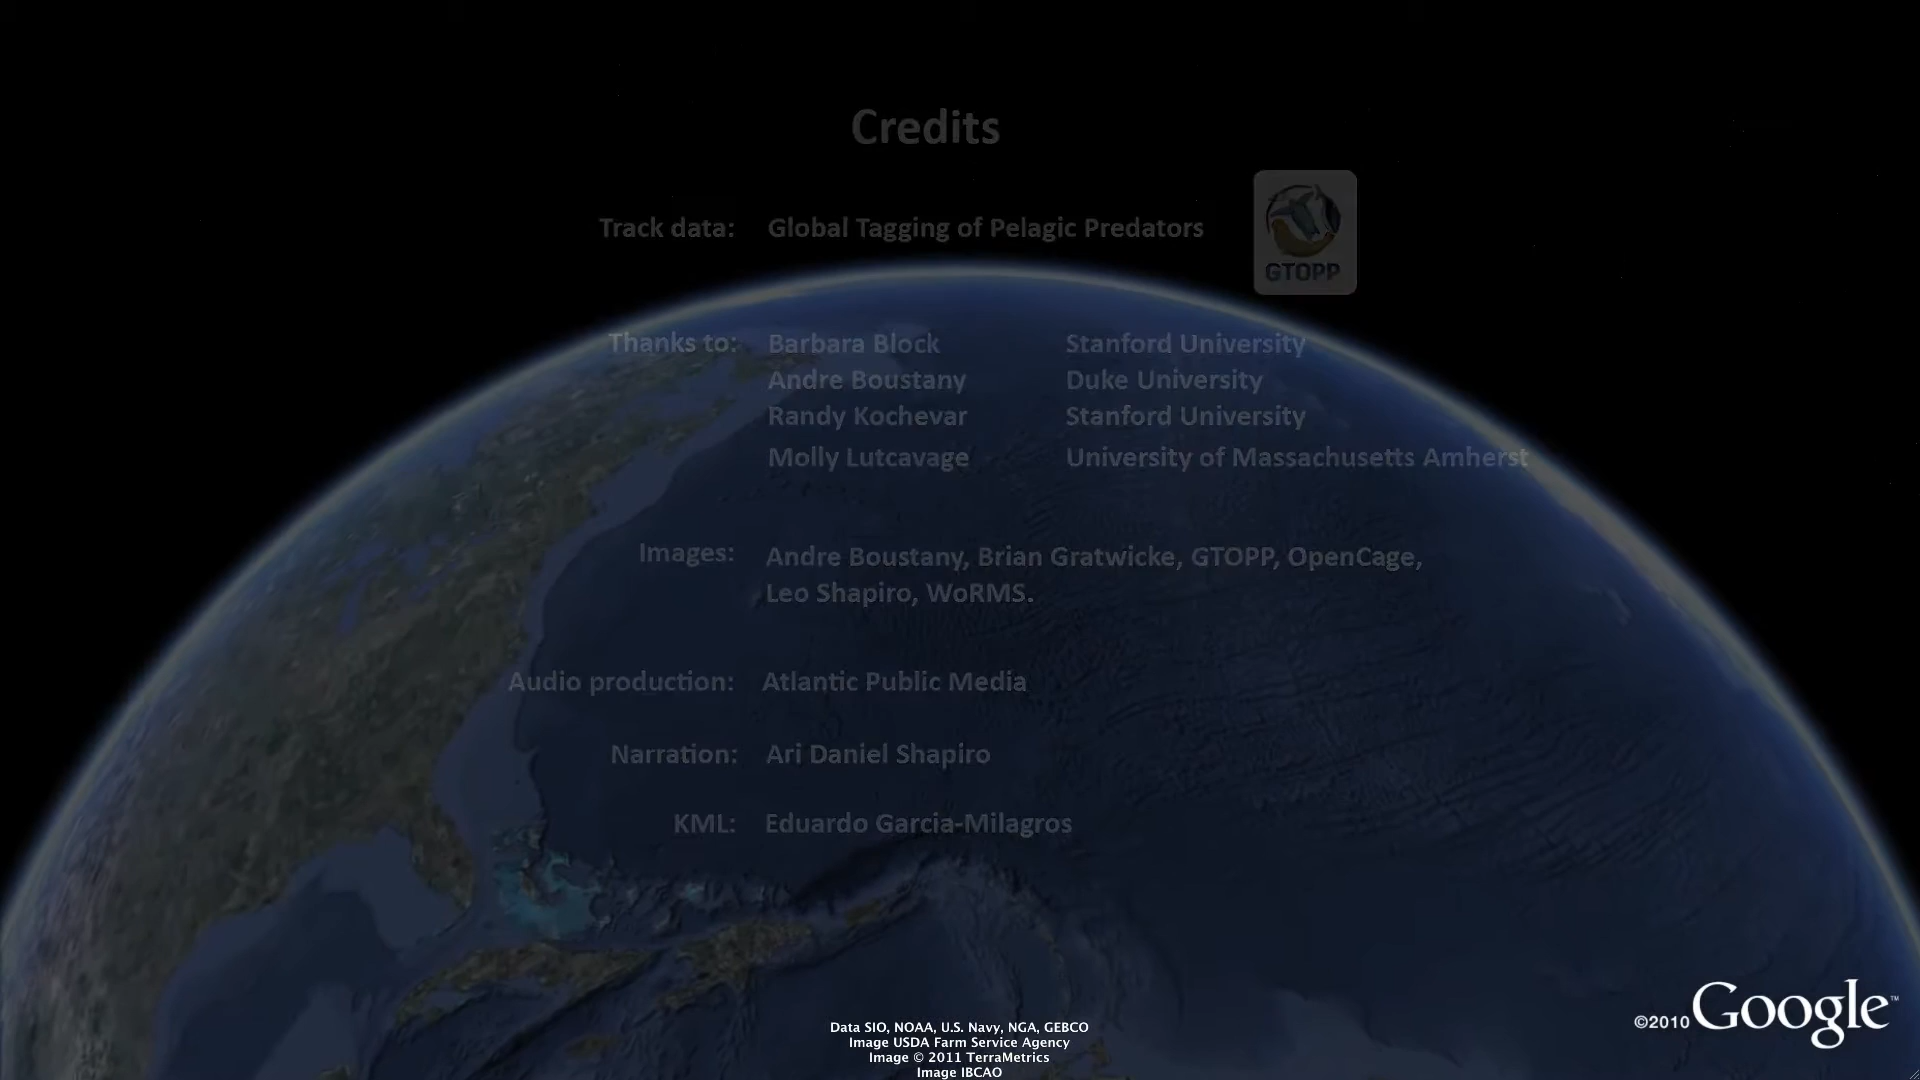 Credits
Track data: Global Tagging of Pelagic Predators
GTOPP
Thanks to: Barbara Block Stanford University
Andre Boustany Duke University
Randy Kochevar Stanford University
Molly Lutcavage University of Massachusetts Amherst
Images: Andre Boustany, Brian Gratwicke, GTOPP, OpenCage,
Leo Shapiro, WoRMS.
Audio production: Atlantic Public Media
Narration: Ari Daniel Shapiro
KML: Eduardo Garcia-Milagros
Data SIO, NOAA, U.S. Navy, NGA, GEBCO
Image USDA Farm Service Agency
Image © 2011 TerraMetrics
Image IBCAO
©2010 Google™